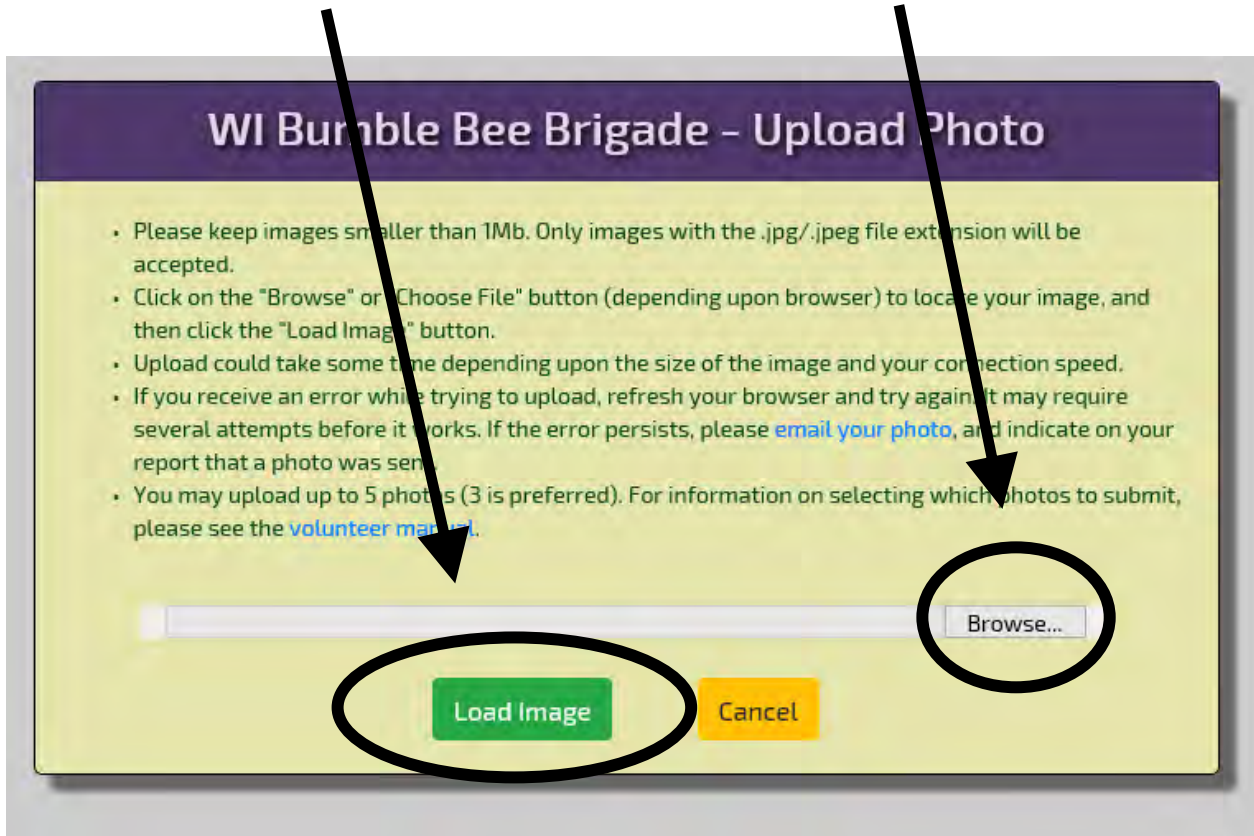 WI Bumble Bee Brigade - Upload Photo
• Please keep images smaller than 1Mb. Only images with the .jpg/.jpeg file extension will be
accepted.
• Click on the "Browse" or "Choose File" button (depending upon browser) to locate your image, and
then click the "Load Image" button.
• Upload could take some time depending upon the size of the image and your connection speed.
• If you receive an error while trying to upload, refresh your browser and try again. It may require
several attempts before it works. If the error persists, please email your photo, and indicate on your
report that a photo was sent.
• You may upload up to 5 photos (3 is preferred). For information on selecting which photos to submit,
please see the volunteer manual.
Browse...
Load Image Cancel